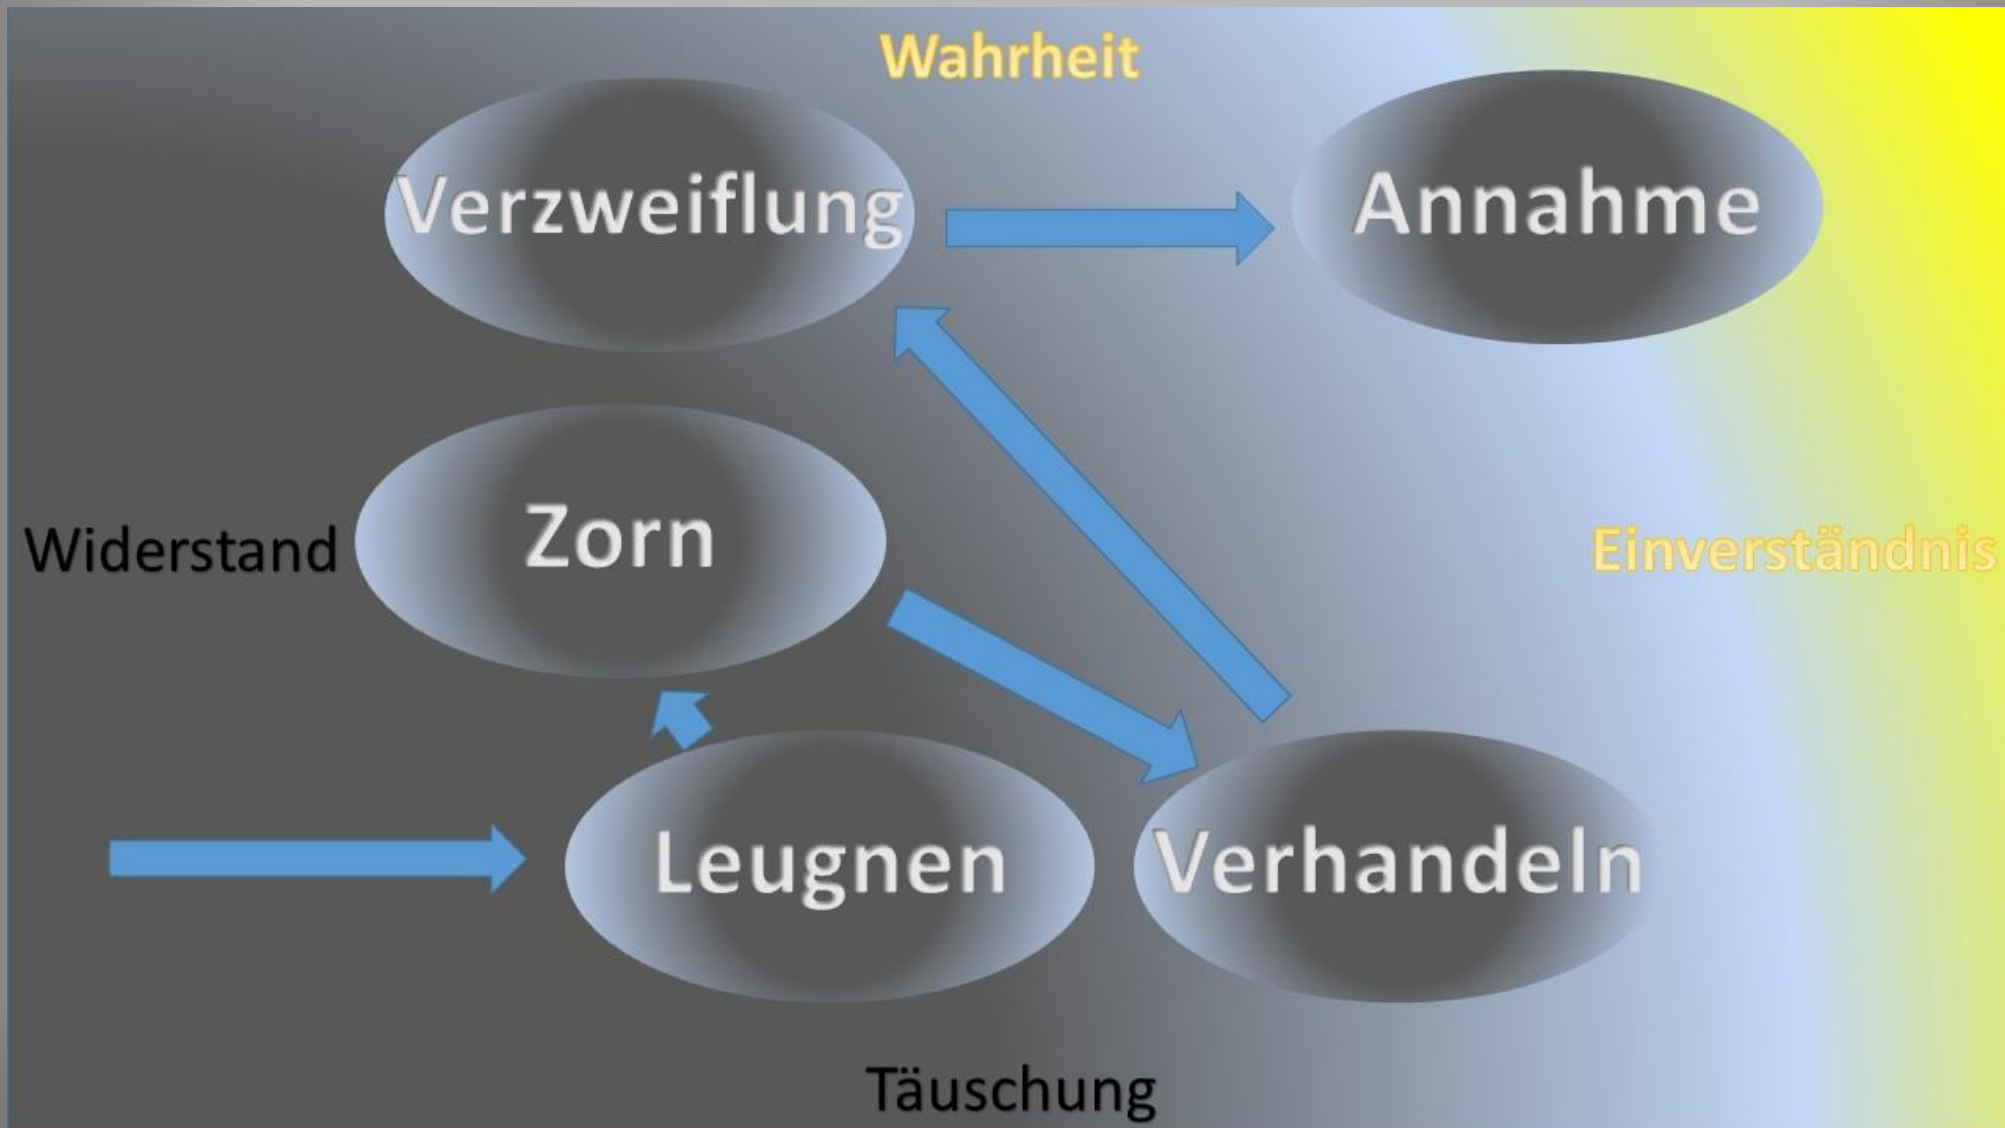 Wahrheit
Verzweiflung
Annahme
Zorn
Widerstand
Einverständnis
Leugnen
Verhandeln
Täuschung